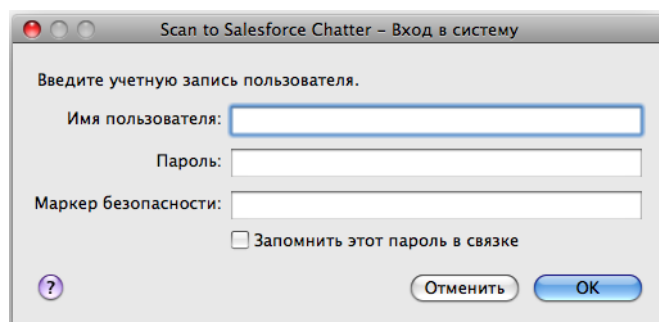 Scan to Salesforce Chatter – Вход в систему
Введите учетную запись пользователя.
Имя пользователя:
Пароль:
Маркер безопасности:
Запомнить этот пароль в связке
? Отменить OK